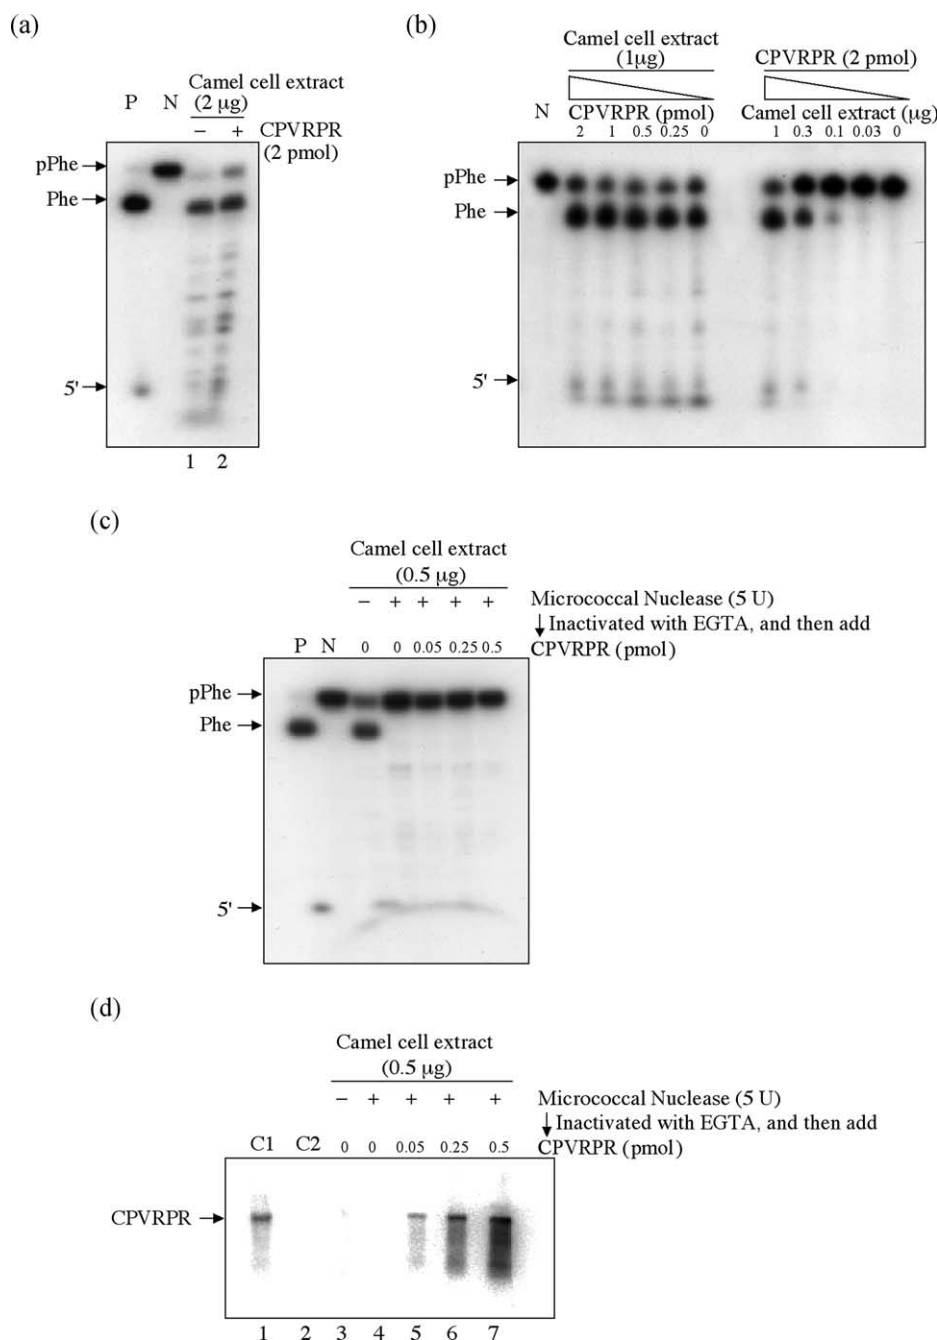 (a)
Camel cell extract
(2 µg)
P N
− + CPVRPR
(2 pmol)
pPhe
Phe
5'
1 2
(b)
Camel cell extract
(1µg)
CPVRPR (2 pmol)
N
CPVRPR (pmol)
Camel cell extract (µg)
2 1 0.5 0.25 0
1 0.3 0.1 0.03 0
pPhe
Phe
5'
(c)
Camel cell extract
(0.5 µg)
− + + + + Micrococcal Nuclease (5 U)
↓ Inactivated with EGTA, and then add
P N 0 0 0.05 0.25 0.5 CPVRPR (pmol)
pPhe
Phe
5'
(d)
Camel cell extract
(0.5 µg)
− + + + + Micrococcal Nuclease (5 U)
↓ Inactivated with EGTA, and then add
C1 C2 0 0 0.05 0.25 0.5 CPVRPR (pmol)
CPVRPR
1 2 3 4 5 6 7